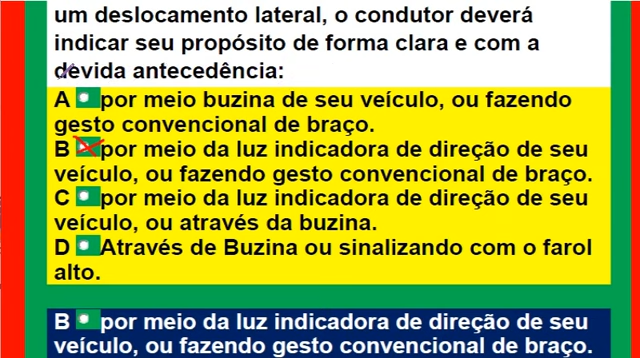 um deslocamento lateral, o condutor deverá
indicar seu propósito de forma clara e com a
devida antecedência:
A por meio buzina de seu veículo, ou fazendo
gesto convencional de braço.
B por meio da luz indicadora de direção de seu
veículo, ou fazendo gesto convencional de braço.
C por meio da luz indicadora de direção de seu
veículo, ou através da buzina.
D Através de Buzina ou sinalizando com o farol
alto.
B por meio da luz indicadora de direção de seu
veículo, ou fazendo gesto convencional de braço.